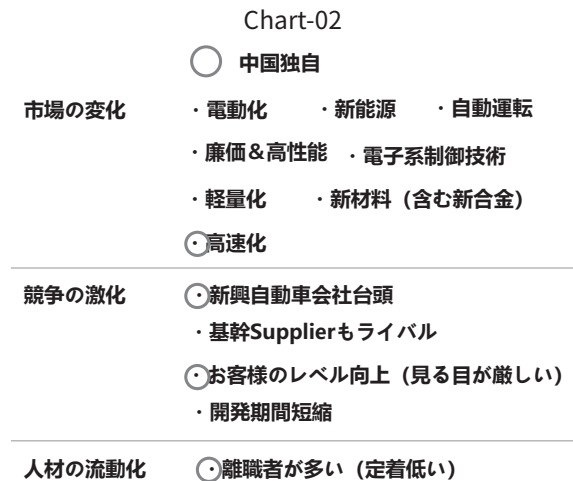 Chart-02
中国独自
市場の変化 ・電動化 ・新能源 ・自動運転
・廉価＆高性能 ・電子系制御技術
・軽量化 ・新材料（含む新合金）
・高速化
競争の激化 ・新興自動車会社台頭
・基幹Supplierもライバル
・お客様のレベル向上（見る目が厳しい）
・開発期間短縮
人材の流動化 ・離職者が多い（定着低い）